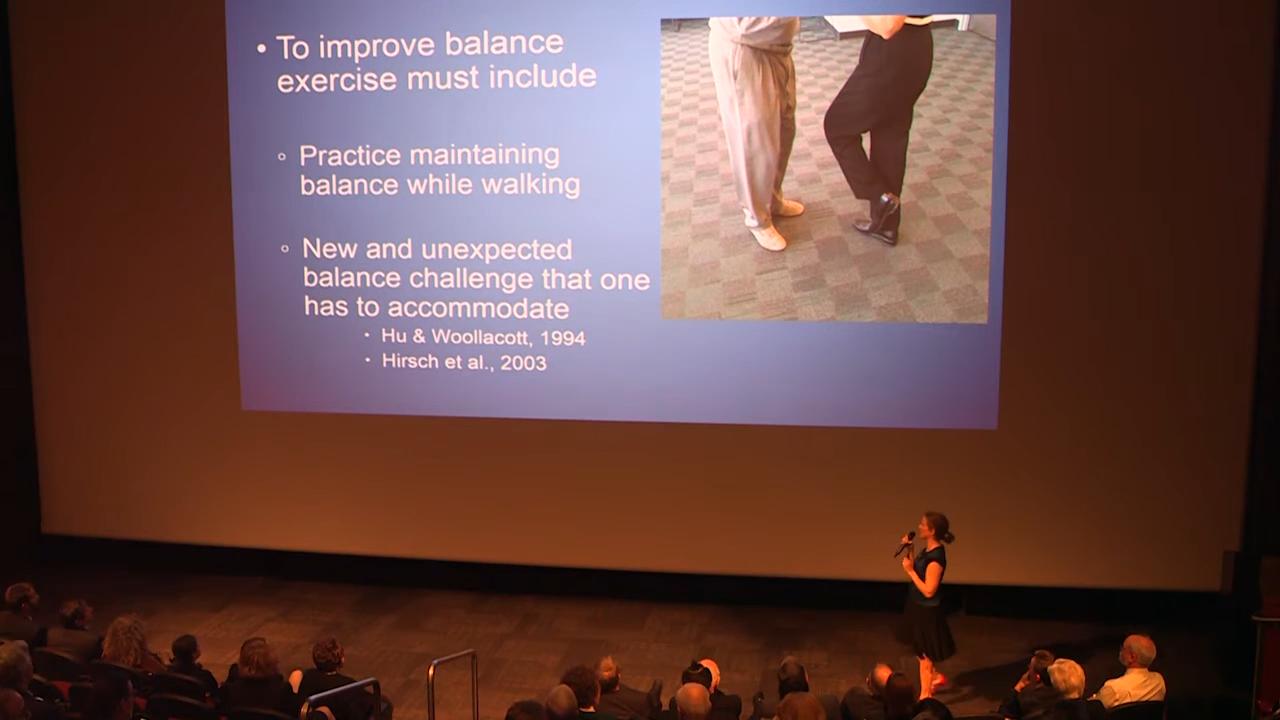 • To improve balance
exercise must include
◦ Practice maintaining
balance while walking
◦ New and unexpected
balance challenge that one
has to accommodate
• Hu & Woollacott, 1994
• Hirsch et al., 2003